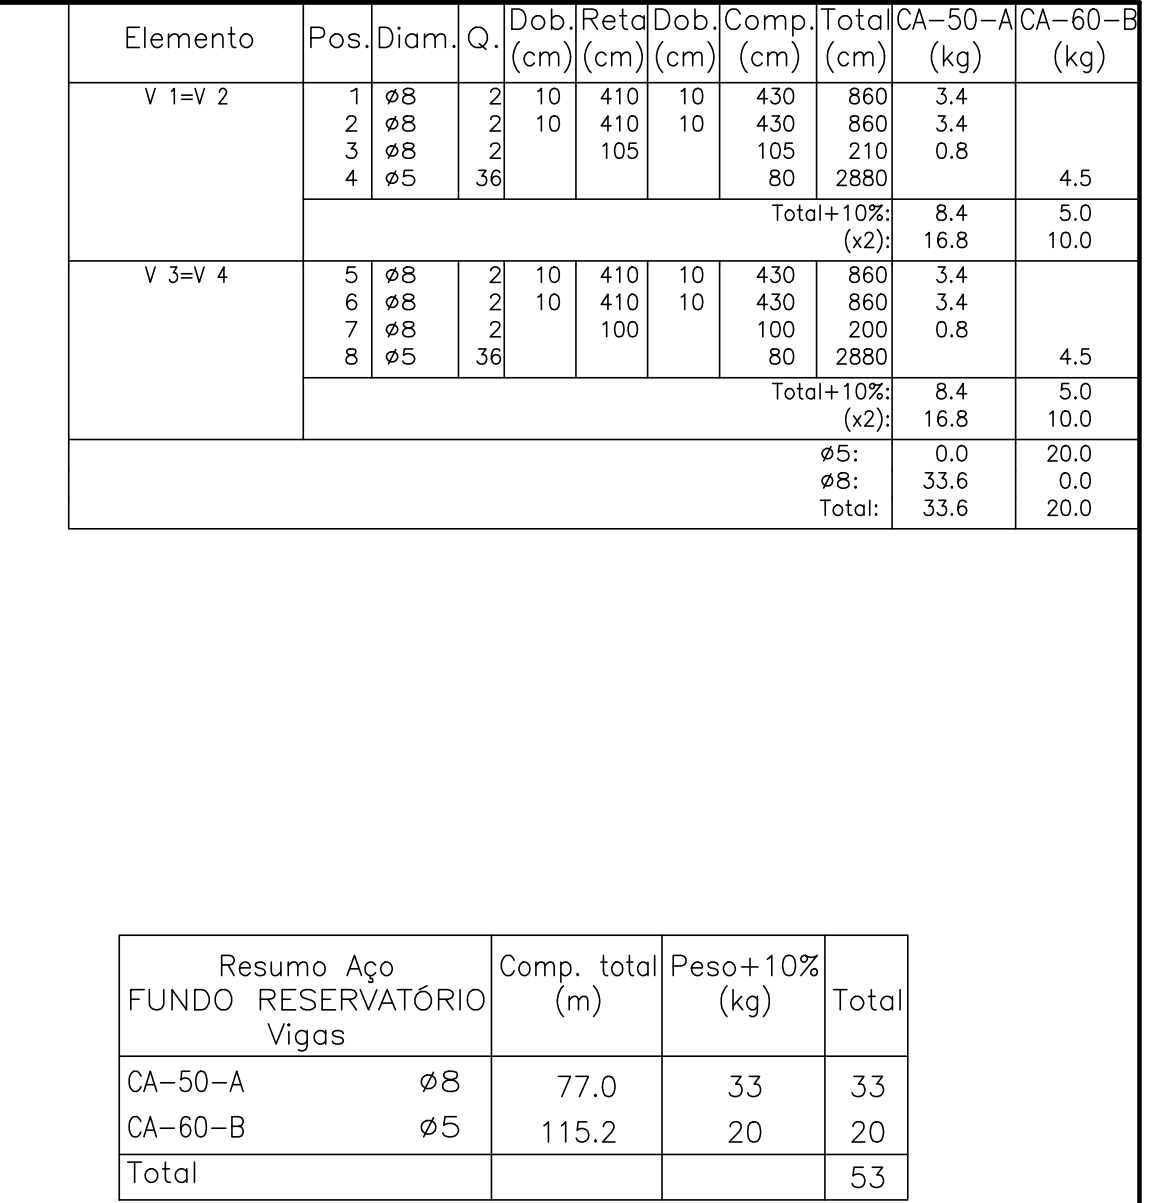 Elemento Pos. Diam. Q. Dob. (cm) Reta (cm) Dob. (cm) Comp. (cm) Total (cm) CA-50-A (kg) CA-60-B (kg)
V 1=V 2 1 ø8 2 10 410 10 430 860 3.4
2 ø8 2 10 410 10 430 860 3.4
3 ø8 2 105 105 210 0.8
4 ø5 36 80 2880 4.5
Total+10%: 8.4 5.0
(x2): 16.8 10.0
V 3=V 4 5 ø8 2 10 410 10 430 860 3.4
6 ø8 2 10 410 10 430 860 3.4
7 ø8 2 100 100 200 0.8
8 ø5 36 80 2880 4.5
Total+10%: 8.4 5.0
(x2): 16.8 10.0
ø5: 0.0 20.0
ø8: 33.6 0.0
Total: 33.6 20.0
Resumo Aço
FUNDO RESERVATÓRIO
Vigas
Comp. total
(m)
Peso+10%
(kg)
Total
CA-50-A ø8 77.0 33 33
CA-60-B ø5 115.2 20 20
Total 53